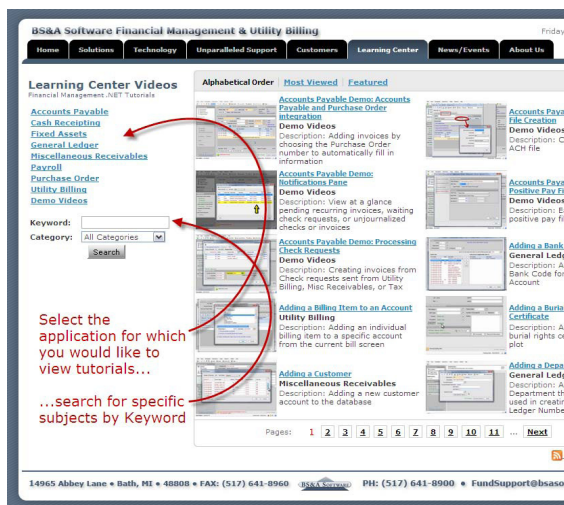 BS&A Software Financial Management & Utility Billing
Friday
Home Solutions Technology Unparalleled Support Customers Learning Center News/Events About Us
Learning Center Videos
Financial Management .NET Tutorials
Accounts Payable
Cash Receipting
Fixed Assets
General Ledger
Miscellaneous Receivables
Payroll
Purchase Order
Utility Billing
Demo Videos
Keyword:
Category: All Categories
Search
Select the
application for which
you would like to
view tutorials...
...search for specific
subjects by Keyword
Alphabetical Order | Most Viewed | Featured
Accounts Payable Demo: Accounts
Payable and Purchase Order
integration
Demo Videos
Description: Adding invoices by
choosing the Purchase Order
number to automatically fill in
information
Accounts Payable Demo:
Notifications Pane
Demo Videos
Description: View at a glance
pending recurring invoices, waiting
check requests, or unjournalized
checks or invoices
Accounts Payable Demo: Processing
Check Requests
Demo Videos
Description: Creating invoices from
Check requests sent from Utility
Billing, Misc Receivables, or Tax
Adding a Billing Item to an Account
Utility Billing
Description: Adding an individual
billing item to a specific account
from the current bill screen
Adding a Customer
Miscellaneous Receivables
Description: Adding a new customer
account to the database
Accounts Paya
File Creation
Demo Videos
Description: C
ACH file
Accounts Paya
Positive Pay Fi
Demo Videos
Description: E
positive pay fi
Adding a Bank
General Ledg
Description: A
Bank Code for
Account
Adding a Buria
Certificate
Description: A
burial rights ce
plot
Adding a Depa
General Ledg
Description: A
Department th
used in creatin
Ledger Numbe
Pages: 1 2 3 4 5 6 7 8 9 10 11 ... Next
14965 Abbey Lane • Bath, MI • 48808 • FAX: (517) 641-8960 BS&A Software PH: (517) 641-8900 • FundSupport@bsaso